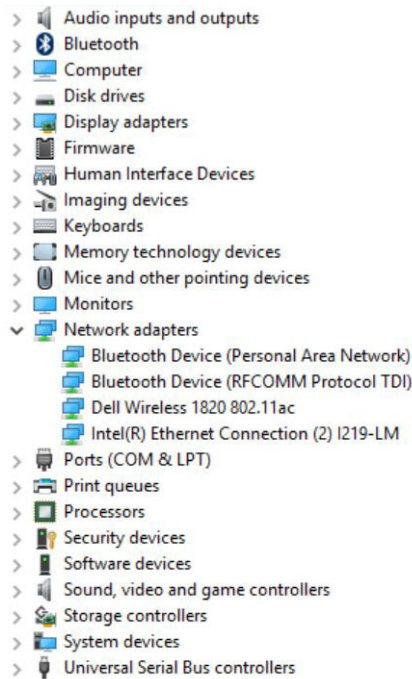 Audio inputs and outputs
Bluetooth
Computer
Disk drives
Display adapters
Firmware
Human Interface Devices
Imaging devices
Keyboards
Memory technology devices
Mice and other pointing devices
Monitors
Network adapters
Bluetooth Device (Personal Area Network)
Bluetooth Device (RFCOMM Protocol TDI)
Dell Wireless 1820 802.11ac
Intel(R) Ethernet Connection (2) I219-LM
Ports (COM & LPT)
Print queues
Processors
Security devices
Software devices
Sound, video and game controllers
Storage controllers
System devices
Universal Serial Bus controllers